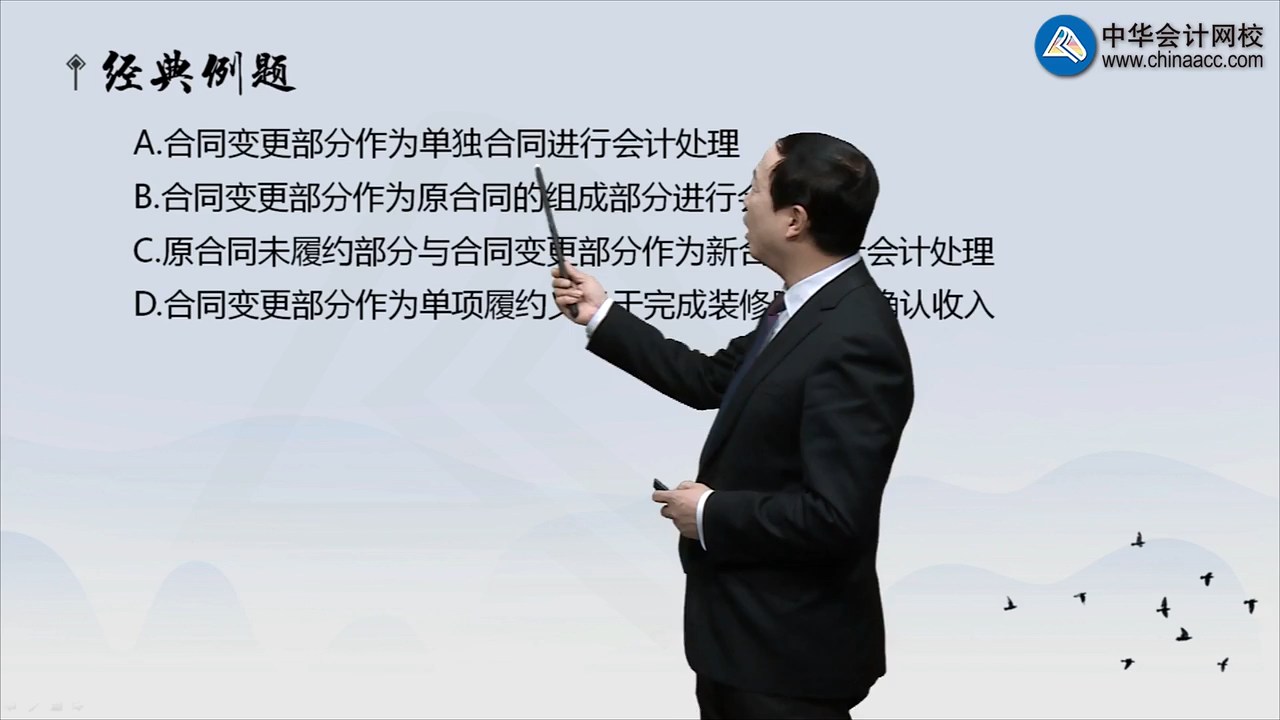 中华会计网校
www.chinaacc.com
经典例题
A.合同变更部分作为单独合同进行会计处理
B.合同变更部分作为原合同的组成部分进行
C.原合同未履约部分与合同变更部分作为新 会计处理
D.合同变更部分作为单项履约 于完成装修 确认收入